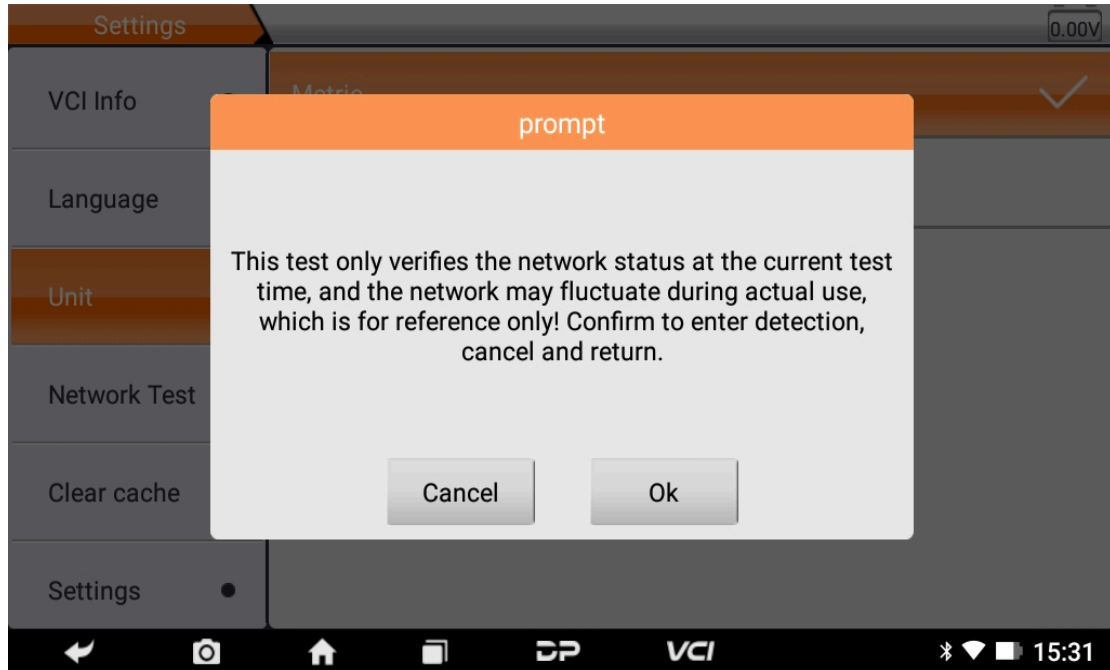 Settings
0.00V
VCI Info
Metric
prompt
Language
This test only verifies the network status at the current test
time, and the network may fluctuate during actual use,
which is for reference only! Confirm to enter detection,
cancel and return.
Unit
Network Test
Clear cache
Cancel
Ok
Settings
DP
VCI
15:31